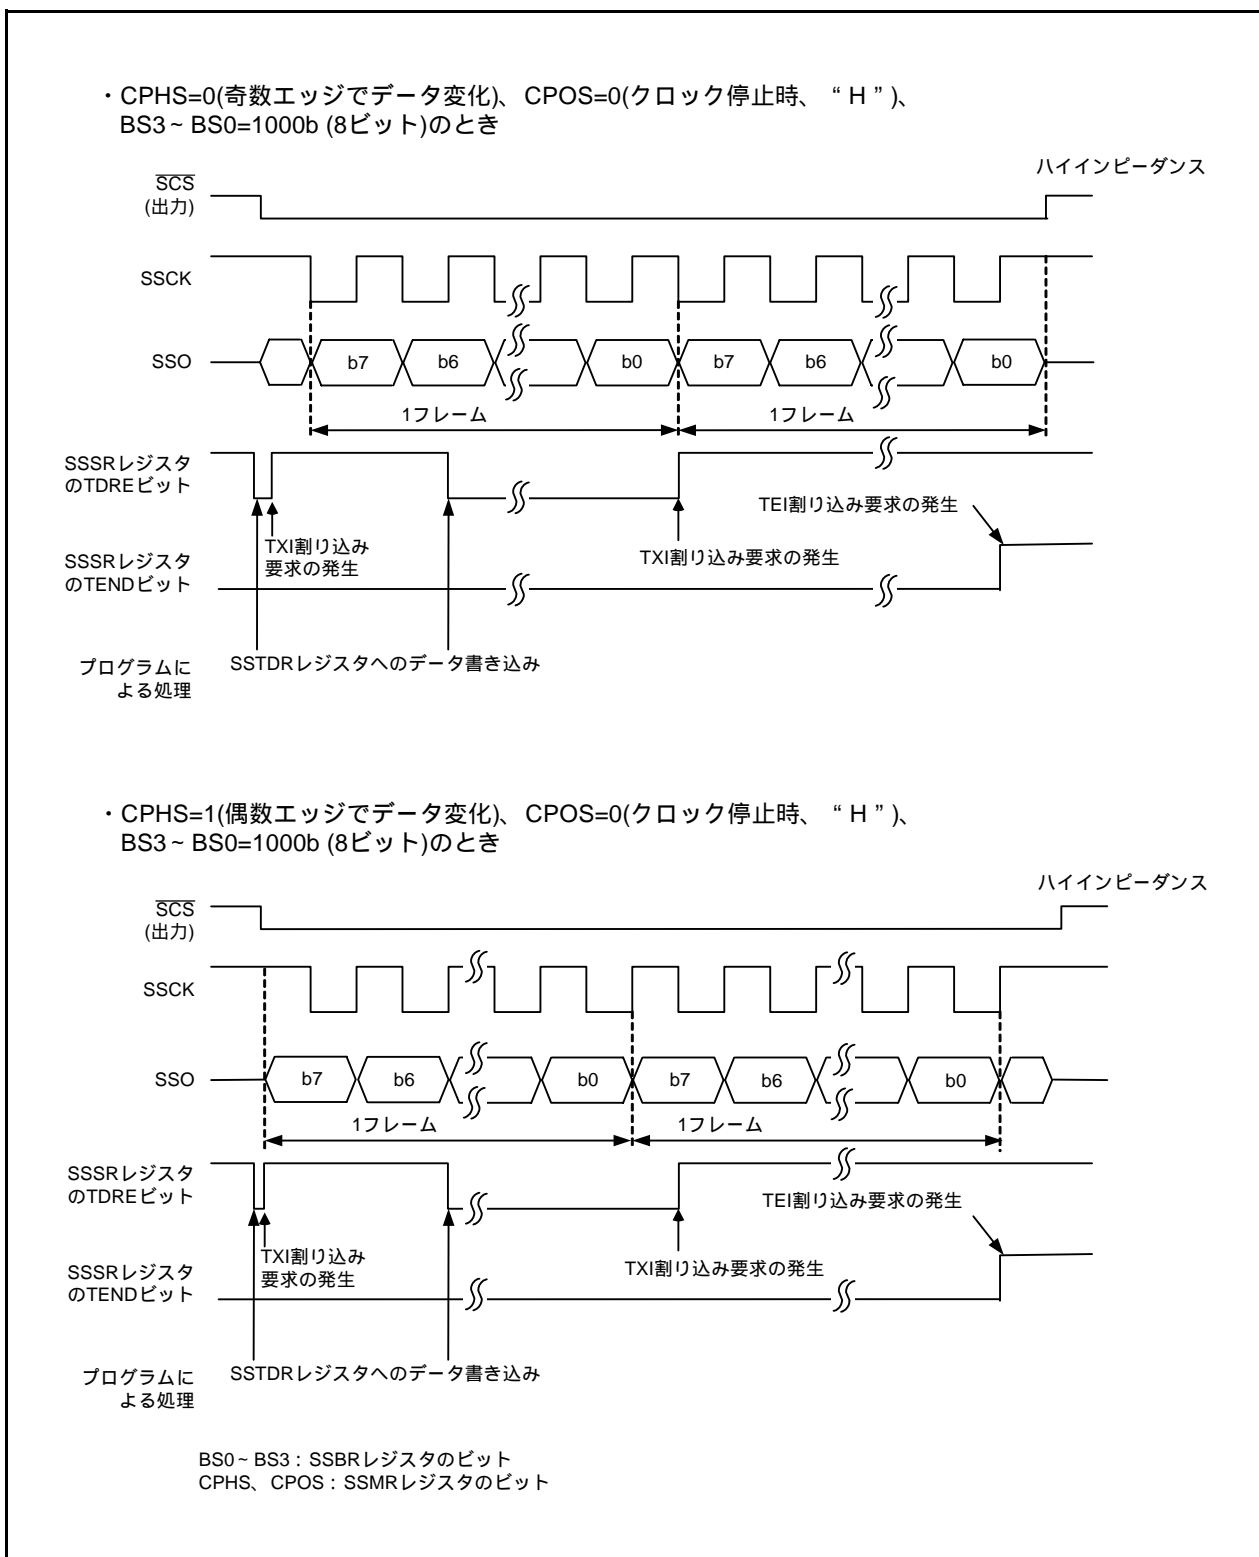 ・CPHS=0(奇数エッジでデータ変化)、CPOS=0(クロック停止時、“H”)、
BS3~BS0=1000b (8ビット)のとき
ハイインピーダンス
SCS
(出力)
SSCK
SSO
b7
b6
b0
b7
b6
b0
1フレーム
1フレーム
SSSRレジスタ
のTDREビット
TEI割り込み要求の発生
TXI割り込み
要求の発生
TXI割り込み要求の発生
SSSRレジスタ
のTENDビット
プログラムに
よる処理
SSTDRレジスタへのデータ書き込み
・CPHS=1(偶数エッジでデータ変化)、CPOS=0(クロック停止時、“H”)、
BS3~BS0=1000b (8ビット)のとき
ハイインピーダンス
SCS
(出力)
SSCK
SSO
b7
b6
b0
b7
b6
b0
1フレーム
1フレーム
SSSRレジスタ
のTDREビット
TEI割り込み要求の発生
TXI割り込み
要求の発生
TXI割り込み要求の発生
SSSRレジスタ
のTENDビット
プログラムに
よる処理
SSTDRレジスタへのデータ書き込み
BS0~BS3:SSBRレジスタのビット
CPHS、CPOS:SSMRレジスタのビット